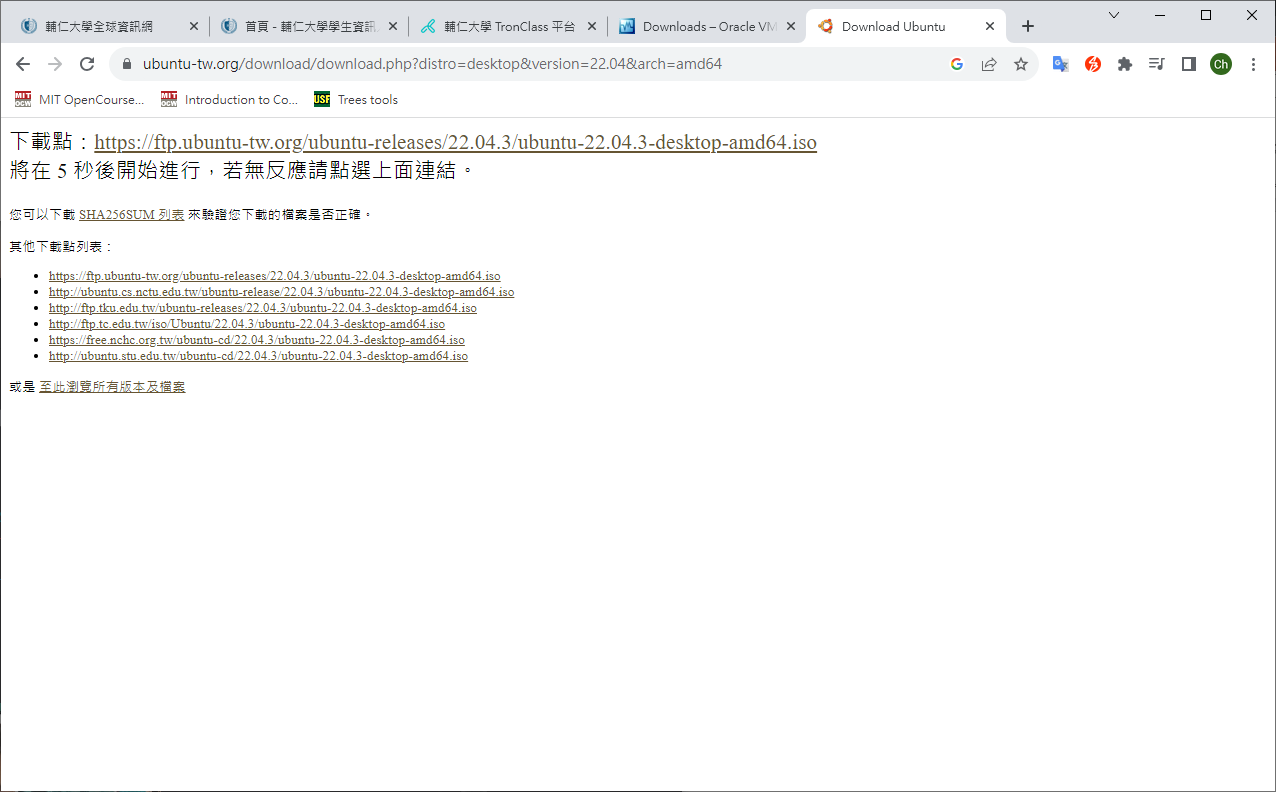 輔仁大學全球資訊網
首頁 - 輔仁大學學生資訊
輔仁大學 TronClass 平台
Downloads – Oracle VM
Download Ubuntu
ubuntu-tw.org/download/download.php?distro=desktop&version=22.04&arch=amd64
Ch
MIT OpenCourse...
Introduction to Co...
USF
Trees tools
下載點：https://ftp.ubuntu-tw.org/ubuntu-releases/22.04.3/ubuntu-22.04.3-desktop-amd64.iso
將在 5 秒後開始進行，若無反應請點選上面連結。
您可以下載 SHA256SUM 列表 來驗證您下載的檔案是否正確。
其他下載點列表：
https://ftp.ubuntu-tw.org/ubuntu-releases/22.04.3/ubuntu-22.04.3-desktop-amd64.iso
http://ubuntu.cs.nctu.edu.tw/ubuntu-release/22.04.3/ubuntu-22.04.3-desktop-amd64.iso
http://ftp.tku.edu.tw/ubuntu-releases/22.04.3/ubuntu-22.04.3-desktop-amd64.iso
http://ftp.tc.edu.tw/iso/Ubuntu/22.04.3/ubuntu-22.04.3-desktop-amd64.iso
https://free.nchc.org.tw/ubuntu-cd/22.04.3/ubuntu-22.04.3-desktop-amd64.iso
http://ubuntu.stu.edu.tw/ubuntu-cd/22.04.3/ubuntu-22.04.3-desktop-amd64.iso
或是 至此瀏覽所有版本及檔案